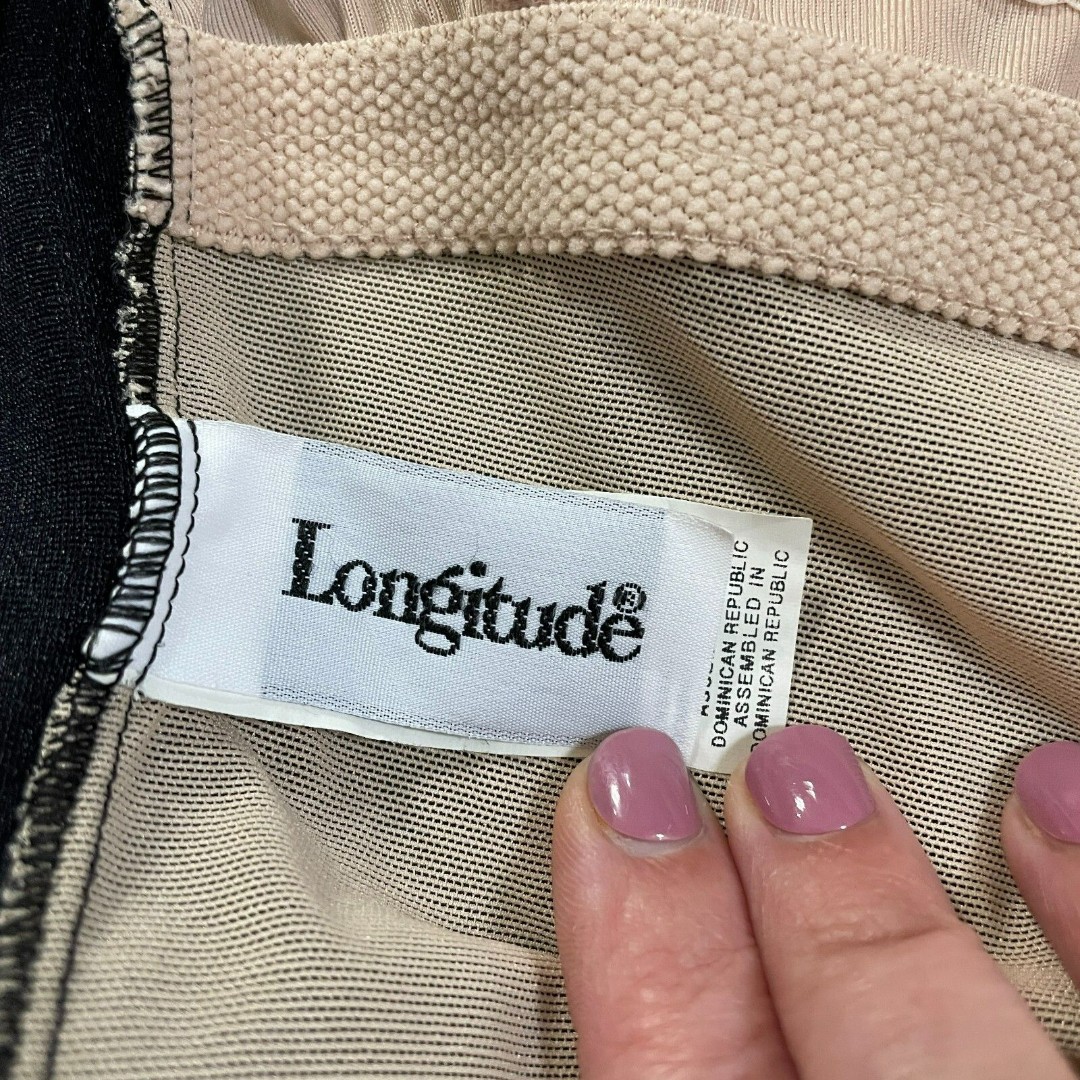 Longitude®
DOMINICAN REPUBLIC
ASSEMBLED IN
DOMINICAN REPUBLIC